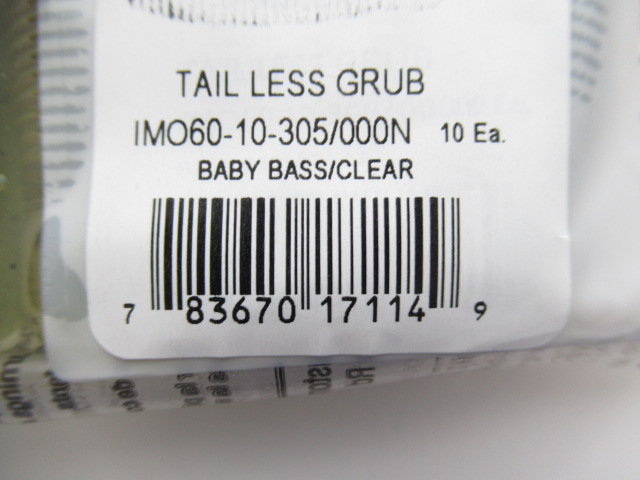 TAIL LESS GRUB
IMO60-10-305/000N 10 Ea.
BABY BASS/CLEAR
7 83670 17114 9